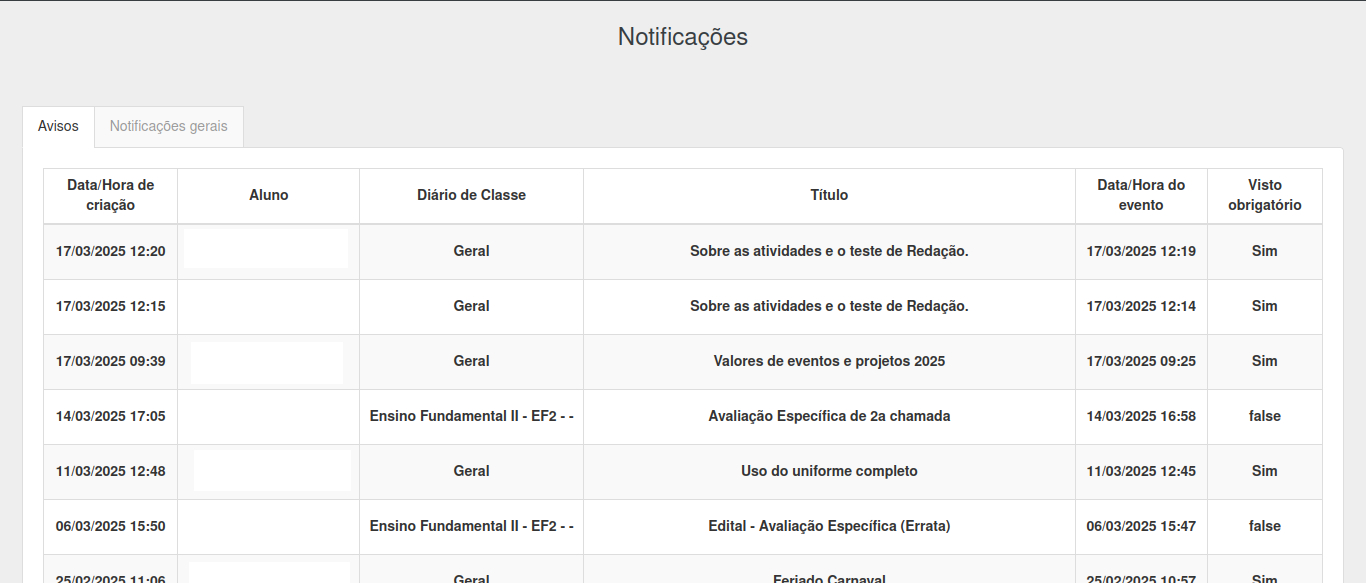 Notificações
Avisos Notificações gerais
Data/Hora de criação Aluno Diário de Classe Título Data/Hora do evento Visto obrigatório
17/03/2025 12:20 Geral Sobre as atividades e o teste de Redação. 17/03/2025 12:19 Sim
17/03/2025 12:15 Geral Sobre as atividades e o teste de Redação. 17/03/2025 12:14 Sim
17/03/2025 09:39 Geral Valores de eventos e projetos 2025 17/03/2025 09:25 Sim
14/03/2025 17:05 Ensino Fundamental II - EF2 - - Avaliação Específica de 2a chamada 14/03/2025 16:58 false
11/03/2025 12:48 Geral Uso do uniforme completo 11/03/2025 12:45 Sim
06/03/2025 15:50 Ensino Fundamental II - EF2 - - Edital - Avaliação Específica (Errata) 06/03/2025 15:47 false
25/02/2025 11:06 Geral Feriado Carnaval 25/02/2025 10:57 Sim